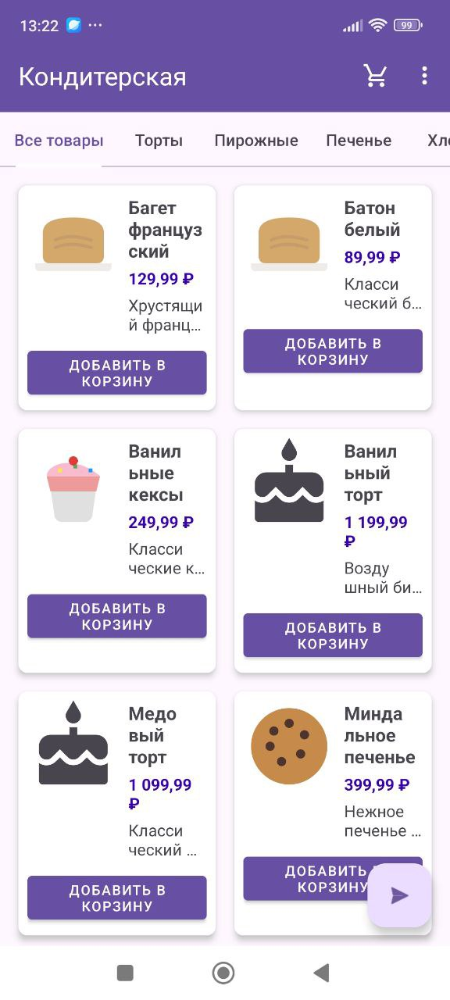 13:22
99
Кондитерская
Все товары
Торты
Пирожные
Печенье
Хле
Багет
француз
ский
129,99 ₽
Хрустящи
й франц...
ДОБАВИТЬ В
КОРЗИНУ
Батон
белый
89,99 ₽
Класси
ческий б...
ДОБАВИТЬ В
КОРЗИНУ
Ванил
ьные
кексы
249,99 ₽
Класси
ческие к...
ДОБАВИТЬ В
КОРЗИНУ
Ванил
ьный
торт
1 199,99
₽
Возду
шный би...
ДОБАВИТЬ В
КОРЗИНУ
Медо
вый
торт
1 099,99
₽
Класси
ческий ...
ДОБАВИТЬ В
КОРЗИНУ
Минда
льное
печенье
399,99 ₽
Нежное
печенье ...
ДОБАВИТЬ
КОРЗИНУ